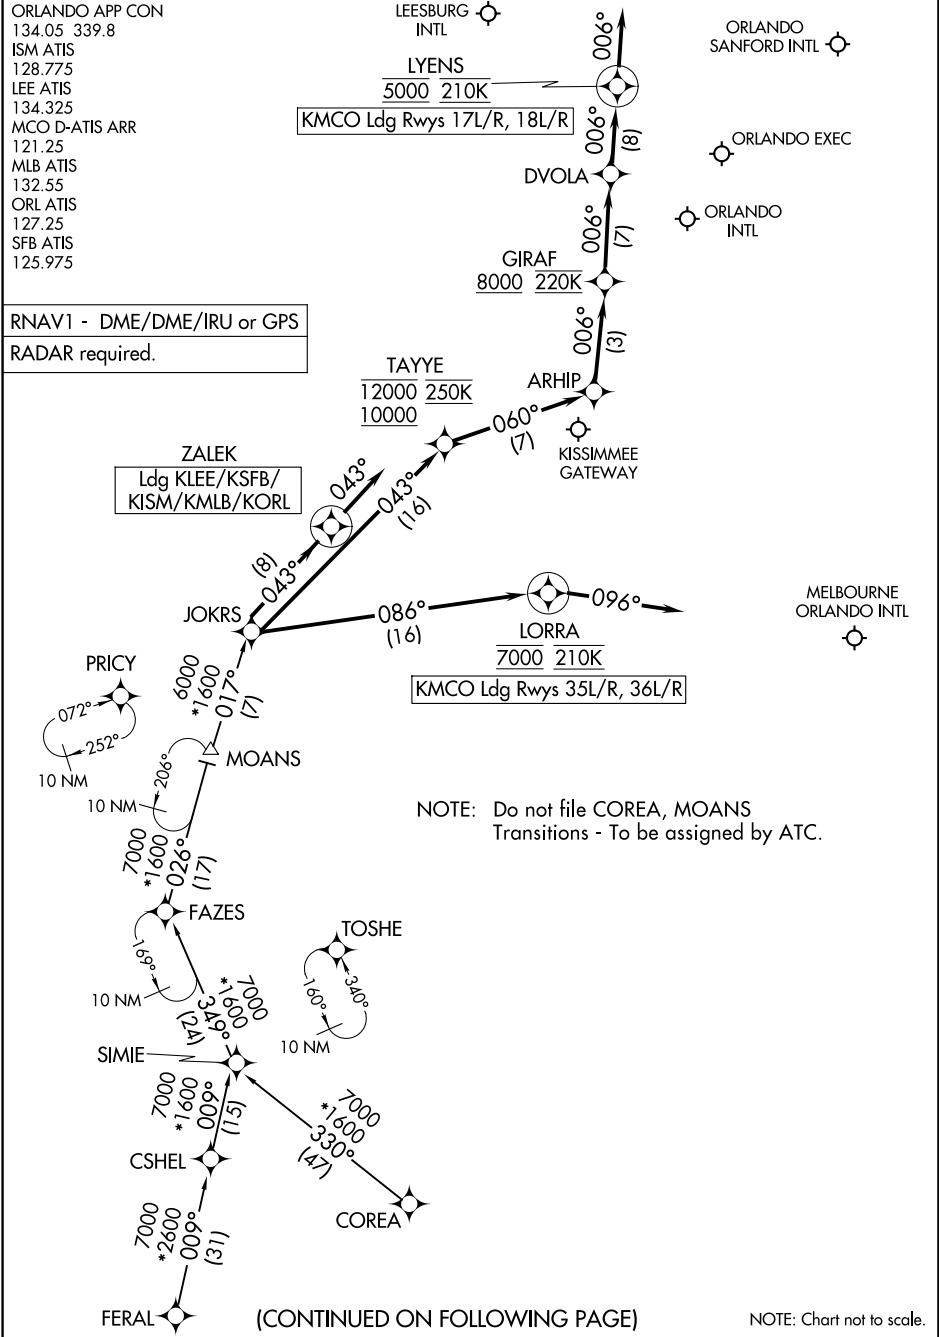 ORLANDO APP CON
134.05 339.8
ISM ATIS
128.775
LEE ATIS
134.325
MCO D-ATIS ARR
121.25
MLB ATIS
132.55
ORL ATIS
127.25
SFB ATIS
125.975
RNAV1 - DME/DME/IRU or GPS
RADAR required.
LEESBURG
INTL
ORLANDO
SANFORD INTL
006°
LYENS
5000 210K
KMCO Ldg Rwys 17L/R, 18L/R
006°
(8)
ORLANDO EXEC
DVOLA
ORLANDO
INTL
006°
(7)
GIRAF
8000 220K
006°
(3)
TAYYE
12000 250K
10000
ARHIP
060°
(7)
KISSIMMEE
GATEWAY
ZALEK
Ldg KLEE/KSFB/
KISM/KMLB/KORL
043°
043°
(16)
(8)
043°
JOKRS
086°
(16)
096°
LORRA
7000 210K
KMCO Ldg Rwys 35L/R, 36L/R
MELBOURNE
ORLANDO INTL
PRICY
072°
252°
10 NM
6000
*1600
017°
(7)
MOANS
206°
10 NM
NOTE: Do not file COREA, MOANS
Transitions - To be assigned by ATC.
7000
*1600
026°
(17)
FAZES
169°
10 NM
TOSHE
160°
340°
10 NM
7000
*1600
349°
(24)
SIMIE
7000
*1600
009°
(15)
7000
*1600
330°
(47)
CSHEL
COREA
7000
*2600
009°
(31)
FERAL
(CONTINUED ON FOLLOWING PAGE)
NOTE: Chart not to scale.